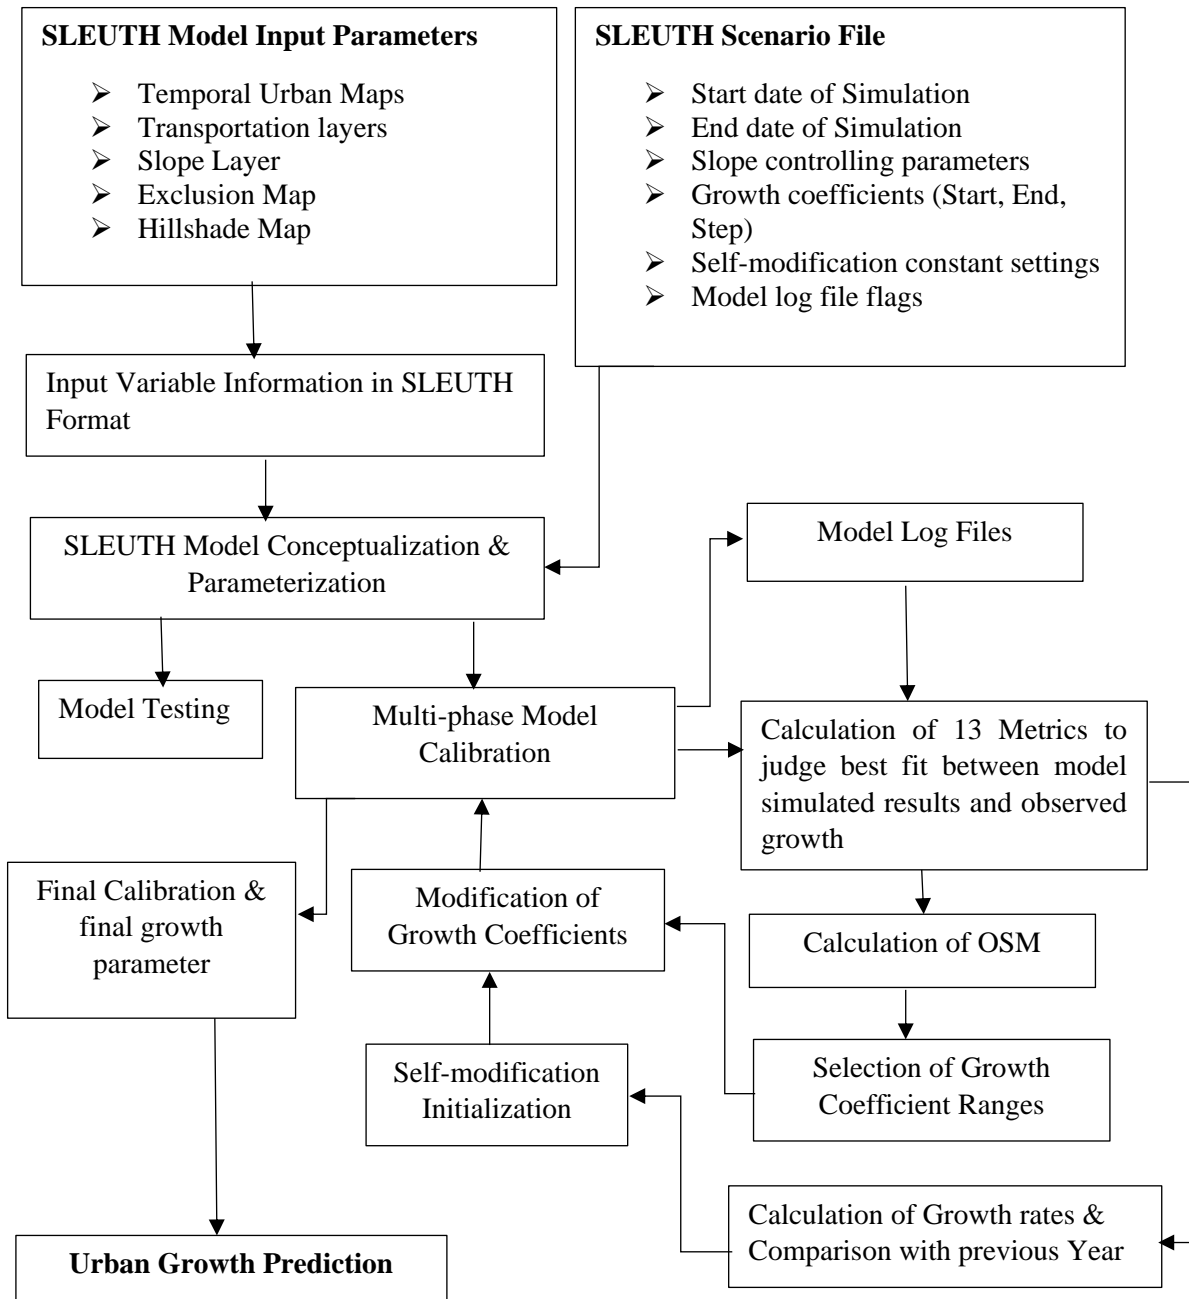 SLEUTH Model Input Parameters
➢ Temporal Urban Maps
➢ Transportation layers
➢ Slope Layer
➢ Exclusion Map
➢ Hillshade Map
SLEUTH Scenario File
➢ Start date of Simulation
➢ End date of Simulation
➢ Slope controlling parameters
➢ Growth coefficients (Start, End,
Step)
➢ Self-modification constant settings
➢ Model log file flags
Input Variable Information in SLEUTH
Format
SLEUTH Model Conceptualization &
Parameterization
Model Log Files
Model Testing
Multi-phase Model
Calibration
Calculation of 13 Metrics to
judge best fit between model
simulated results and observed
growth
Final Calibration &
final growth
parameter
Modification of
Growth Coefficients
Calculation of OSM
Self-modification
Initialization
Selection of Growth
Coefficient Ranges
Calculation of Growth rates &
Comparison with previous Year
Urban Growth Prediction